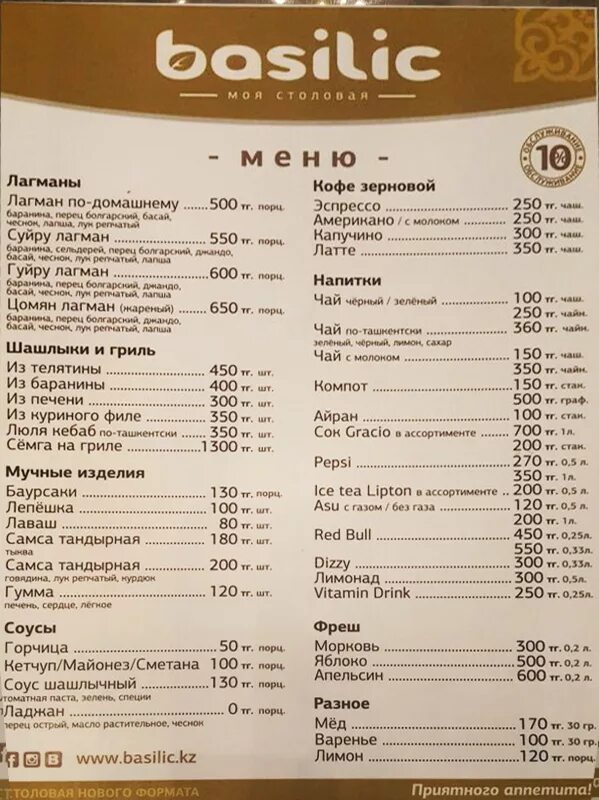 basilic
МОЯ СТОЛОВАЯ
- МЕНЮ -
ОБСЛУЖИВАНИЕ
10%
ОБСЛУЖИВАНИЕ
Лагманы
Лагман по-домашнему ......500 тг. порц.
баранина, перец болгарский, басай,
чеснок, лапша, лук репчатый
Суйру лагман ...................... 550 тг. порц.
баранина, сельдерей, перец болгарский, джандо,
басай, чеснок, лук репчатый, лапша
Гуйру лагман ......................600 тг. порц.
баранина, перец болгарский, джандо,
басай, чеснок, лук репчатый, лапша
Цомян лагман (жареный) ......650 тг. порц.
баранина, перец болгарский, джандо,
басай, чеснок, лук репчатый, лапша
Шашлыки и гриль
Из телятины ...................... 450 тг. шт.
Из баранины ...................... 400 тг. шт.
Из печени ...................... 300 тг. шт.
Из куриного филе ............ 350 тг. шт.
Люля кебаб по-ташкентски ..... 350 тг. шт.
Сёмга на гриле ................1300 тг. шт.
Мучные изделия
Баурсаки ...................... 130 тг. порц.
Лепёшка ...................... 100 тг. шт.
Лаваш ...................... 80 тг. шт.
Самса тандырная ............ 180 тг. шт.
тыква
Самса тандырная ............ 200 тг. шт.
говядина, лук репчатый, курдюк
Гумма ...................... 120 тг. шт.
печень, сердце, лёгкое
Соусы
Горчица ...................... 50 тг. порц.
Кетчуп/Майонез/Сметана 100 тг. порц.
Соус шашлычный ............130 тг. порц.
томатная паста, зелень, специи
Ладжан ...................... 0 тг. порц.
перец острый, масло растительное, чеснок
www.basilic.kz
СТОЛОВАЯ НОВОГО ФОРМАТА
Кофе зерновой
Эспрессо ...................... 250 тг. чаш.
Американо / с молоком ......... 250 тг. чаш.
Капучино ...................... 300 тг. чаш.
Латте ...................... 350 тг. чаш.
Напитки
Чай чёрный / зелёный ............ 100 тг. чаш.
250 тг. чайн.
Чай по-ташкентски ............ 360 тг. чайн.
зелёный, чёрный, лимон, сахар
Чай с молоком ............ 150 тг. чаш.
350 тг. чайн.
Компот ...................... 150 тг. стак.
500 тг. граф.
Айран ...................... 100 тг. стак.
Сок Gracio в ассортименте ...... 700 тг. 1л.
200 тг. стак.
Pepsi ...................... 270 тг. 0,5 л.
350 тг. 1л.
Ice tea Lipton в ассортименте .. 200 тг. 0,5 л.
Asu с газом / без газа ............120 тг. 0,5 л.
200 тг. 1л.
Red Bull ...................... 450 тг. 0,25л.
550 тг. 0,33л.
Dizzy ...................... 300 тг. 0,33л.
Лимонад ...................... 300 тг. 0,5л.
Vitamin Drink ................ 250 тг. 0,25л.
Фреш
Морковь ...................... 300 тг. 0,2 л.
Яблоко ...................... 500 тг. 0,2 л.
Апельсин ...................... 600 тг. 0,2 л.
Разное
Мёд ...................... 170 тг. 30 гр.
Варенье ...................... 100 тг. 30 гр.
Лимон ...................... 120 тг. порц.
Приятного аппетита!